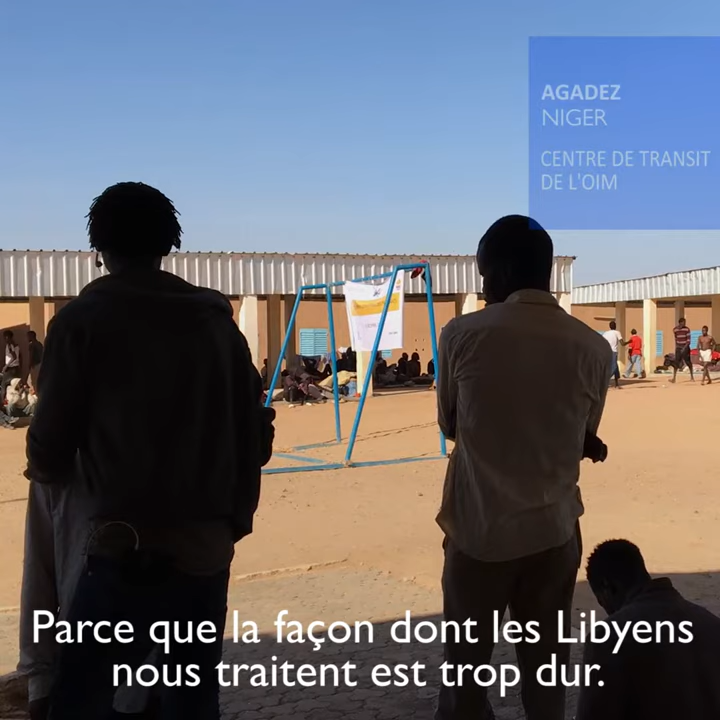 AGADEZ
NIGER
CENTRE DE TRANSIT
DE L'OIM
Parce que la façon dont les Libyens
nous traitent est trop dur.